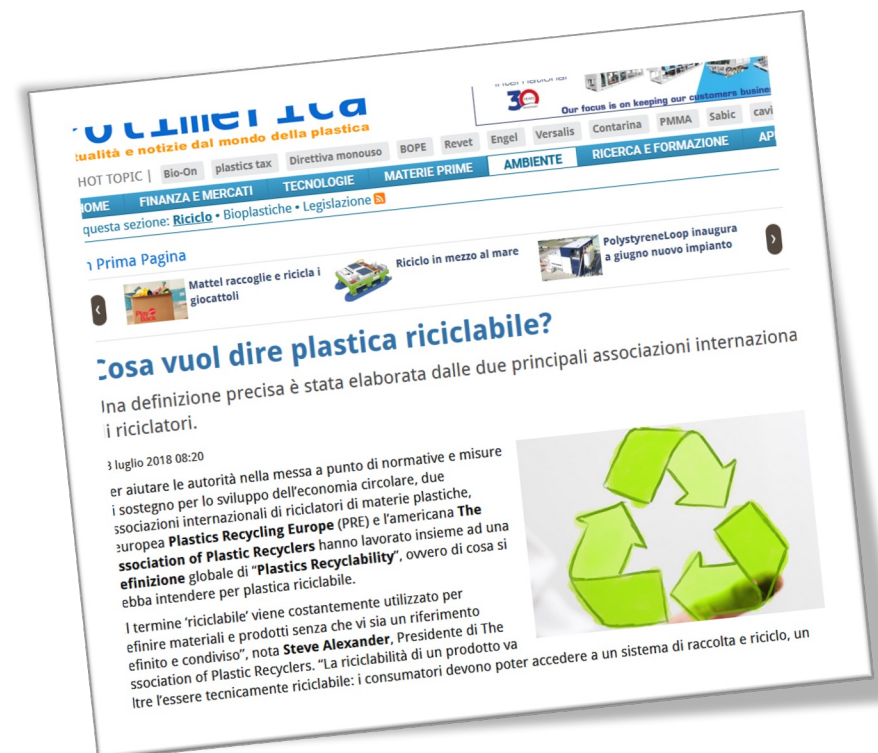 tualità e notizie dal mondo della plastica
30
Our focus is on keeping our customers busine
HOT TOPIC | Bio-On plastics tax Direttiva monouso BOPE Revet Engel Versalis Contarina PMMA Sabic cavi
OME FINANZA E MERCATI TECNOLOGIE MATERIE PRIME AMBIENTE RICERCA E FORMAZIONE AP
questa sezione: Riciclo • Bioplastiche • Legislazione
n Prima Pagina
Mattel raccoglie e ricicla i
giocattoli
Riciclo in mezzo al mare
PolystyreneLoop inaugura
a giugno nuovo impianto
Cosa vuol dire plastica riciclabile?
Una definizione precisa è stata elaborata dalle due principali associazioni internaziona
i riciclatori.
3 luglio 2018 08:20
er aiutare le autorità nella messa a punto di normative e misure
i sostegno per lo sviluppo dell'economia circolare, due
ssociazioni internazionali di riciclatori di materie plastiche,
europea Plastics Recycling Europe (PRE) e l'americana The
ssociation of Plastic Recyclers hanno lavorato insieme ad una
efinizione globale di "Plastics Recyclability", ovvero di cosa si
ebba intendere per plastica riciclabile.
l termine 'riciclabile' viene costantemente utilizzato per
efinire materiali e prodotti senza che vi sia un riferimento
efinito e condiviso", nota Steve Alexander, Presidente di The
ssociation of Plastic Recyclers. "La riciclabilità di un prodotto va
ltre l'essere tecnicamente riciclabile: i consumatori devono poter accedere a un sistema di raccolta e riciclo, un